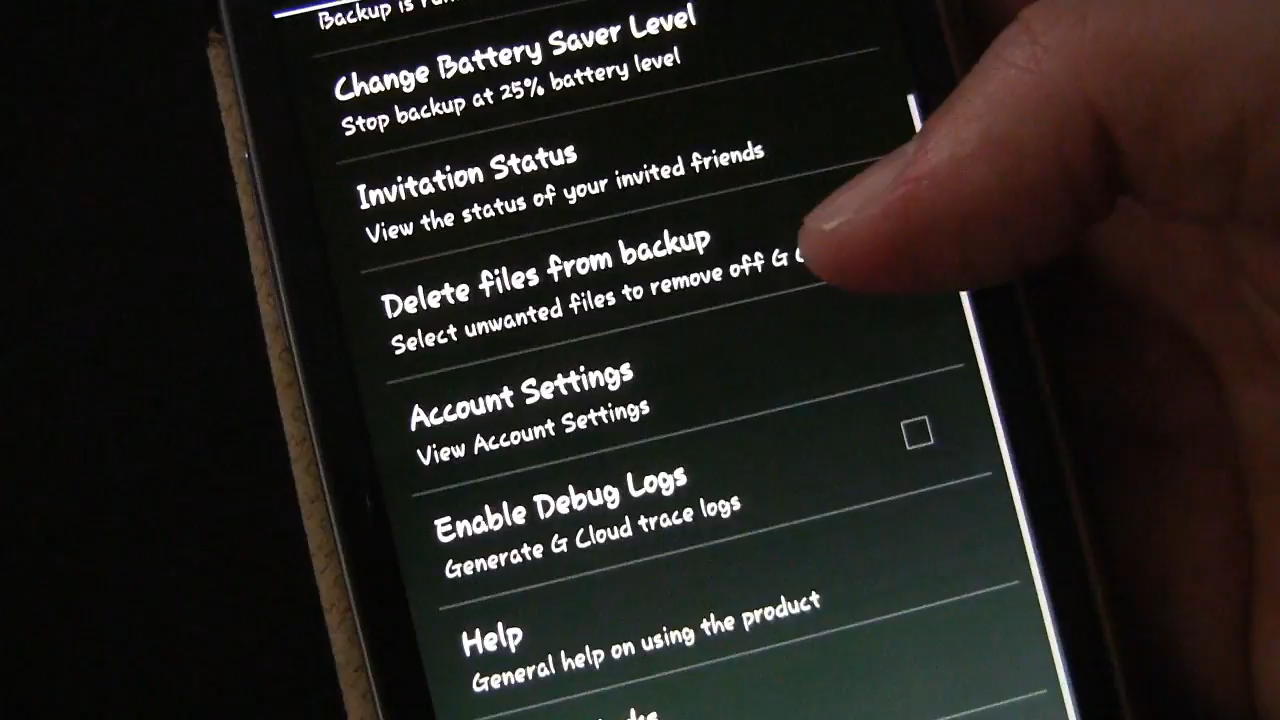 Backup is
Change Battery Saver Level
Stop backup at 25% battery level
Invitation Status
View the status of your invited friends
Delete files from backup
Select unwanted files to remove off G
Account Settings
View Account Settings
Enable Debug Logs
Generate G Cloud trace logs
Help
General help on using the product